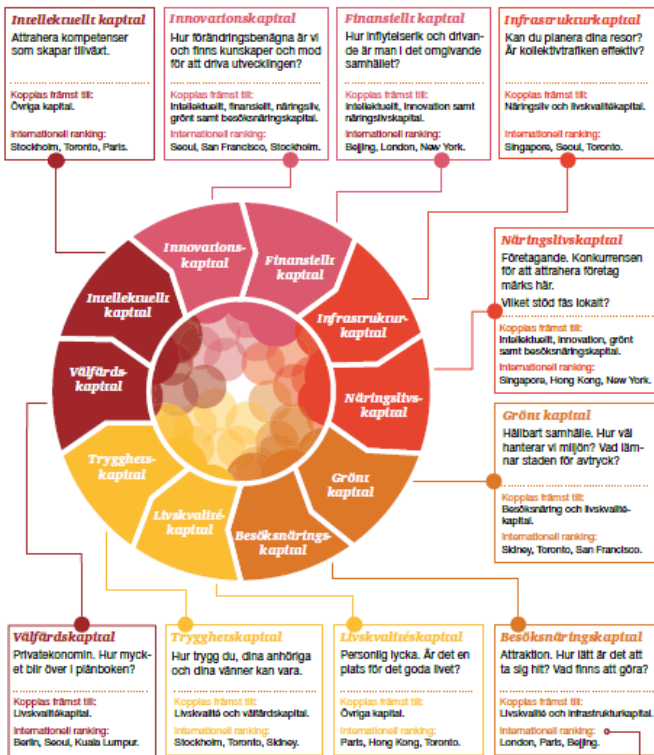 Intellektuellt kapital
Attrahera kompetenser
som skapar tillväxt.
Kopplas främst till:
Övriga kapital.
Internationell ranking:
Stockholm, Toronto, Paris.
Innovationskapital
Hur förändringsbenägna är vi
och finns kunskaper och mod
för att driva utvecklingen?
Kopplas främst till:
Intellektuellt, finansiellt, näringsliv,
grönt samt besöksnäringskapital.
Internationell ranking:
Seoul, San Francisco, Stockholm.
Finansiellt kapital
Hur inflytelserik och drivan-
de är man i det omgivande
samhället?
Kopplas främst till:
Intellektuellt, innovation samt
näringslivskapital.
Internationell ranking:
Beijing, London, New York.
Infrastrukturkapital
Kan du planera dina resor?
Är kollektivtrafiken effektiv?
Kopplas främst till:
Näringsliv och livskvalitékapital.
Internationell ranking:
Singapore, Seoul, Toronto.
Innovations-
kapital
Finansiellt
kapital
Intellektuellt
kapital
Infrastruktur-
kapital
Välfärds-
kapital
Näringslivs-
kapital
Trygghets-
kapital
Grönt
kapital
Livskvalité-
kapital
Besöksnärings-
kapital
Näringslivskapital
Företagande. Konkurrensen
för att attrahera företag
märks här.
Vilket stöd fås lokalt?
Kopplas främst till:
Intellektuellt, innovation, grönt
samt besöksnäringskapital.
Internationell ranking:
Singapore, Hong Kong, New York.
Grönt kapital
Hållbart samhälle. Hur väl
hanterar vi miljön? Vad läm-
nar staden för avtryck?
Kopplas främst till:
Besöksnäring och livskvalité-
kapital.
Internationell ranking:
Sidney, Toronto, San Francisco.
Välfärdskapital
Privatekonomin. Hur myck-
et blir över i plånboken?
Kopplas främst till:
Livskvalitékapital.
Internationell ranking:
Berlin, Seoul, Kuala Lumpur.
Trygghetskapital
Hur trygg du, dina anhöriga
och dina vänner kan vara.
Kopplas främst till:
Livskvalité och välfärdskapital.
Internationell ranking:
Stockholm, Toronto, Sidney.
Livskvalitéskapital
Personlig lycka. Är det en
plats för det goda livet?
Kopplas främst till:
Övriga kapital.
Internationell ranking:
Paris, Hong Kong, Toronto.
Besöksnäringskapital
Attraktion. Hur lätt är det att
ta sig hit? Vad finns att göra?
Kopplas främst till:
Livskvalité och infrastrukturkapital.
Internationell ranking:
London, Paris, Beijing.